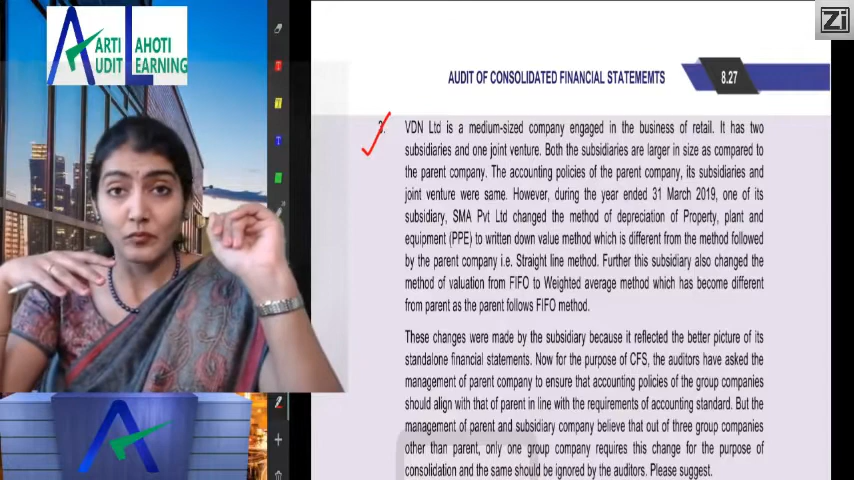 ARTI LAHOTI
AUDIT LEARNING
Zi
AUDIT OF CONSOLIDATED FINANCIAL STATEMEMTS 8.27
3. VDN Ltd is a medium-sized company engaged in the business of retail. It has two
subsidiaries and one joint venture. Both the subsidiaries are larger in size as compared to
the parent company. The accounting policies of the parent company, its subsidiaries and
joint venture were same. However, during the year ended 31 March 2019, one of its
subsidiary, SMA Pvt Ltd changed the method of depreciation of Property, plant and
equipment (PPE) to written down value method which is different from the method followed
by the parent company i.e. Straight line method. Further this subsidiary also changed the
method of valuation from FIFO to Weighted average method which has become different
from parent as the parent follows FIFO method.
These changes were made by the subsidiary because it reflected the better picture of its
standalone financial statements. Now for the purpose of CFS, the auditors have asked the
management of parent company to ensure that accounting policies of the group companies
should align with that of parent in line with the requirements of accounting standard. But the
management of parent and subsidiary company believe that out of three group companies
other than parent, only one group company requires this change for the purpose of
consolidation and the same should be ignored by the auditors. Please suggest.